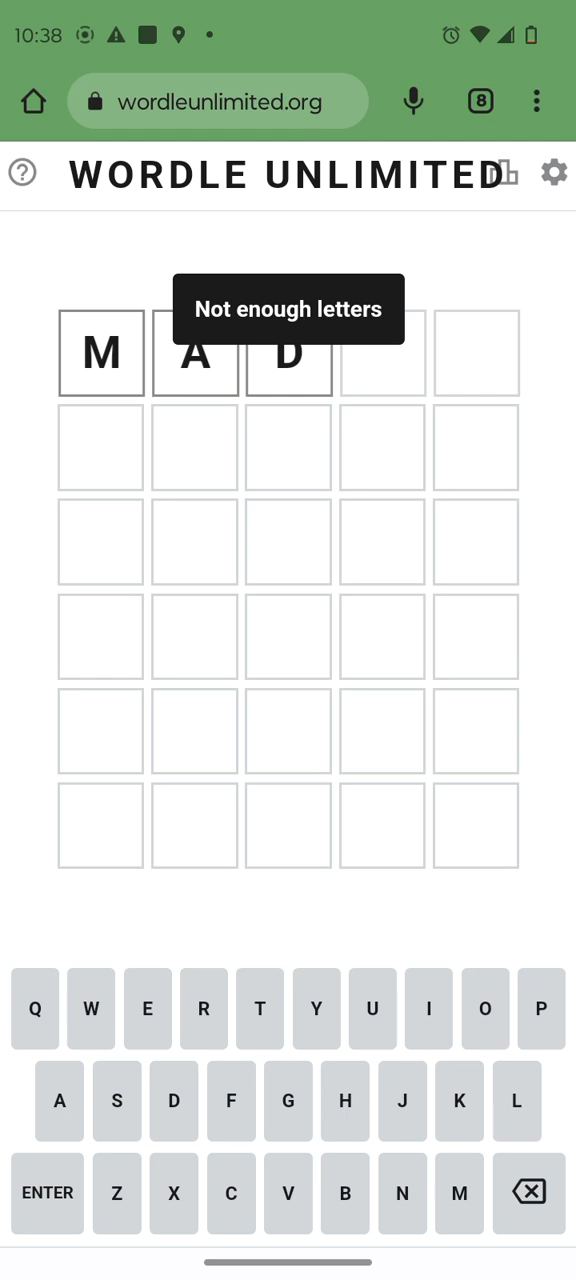 10:38
wordleunlimited.org
8
WORDLE UNLIMITED
Not enough letters
M A D
Q W E R T Y U I O P
A S D F G H J K L
ENTER Z X C V B N M